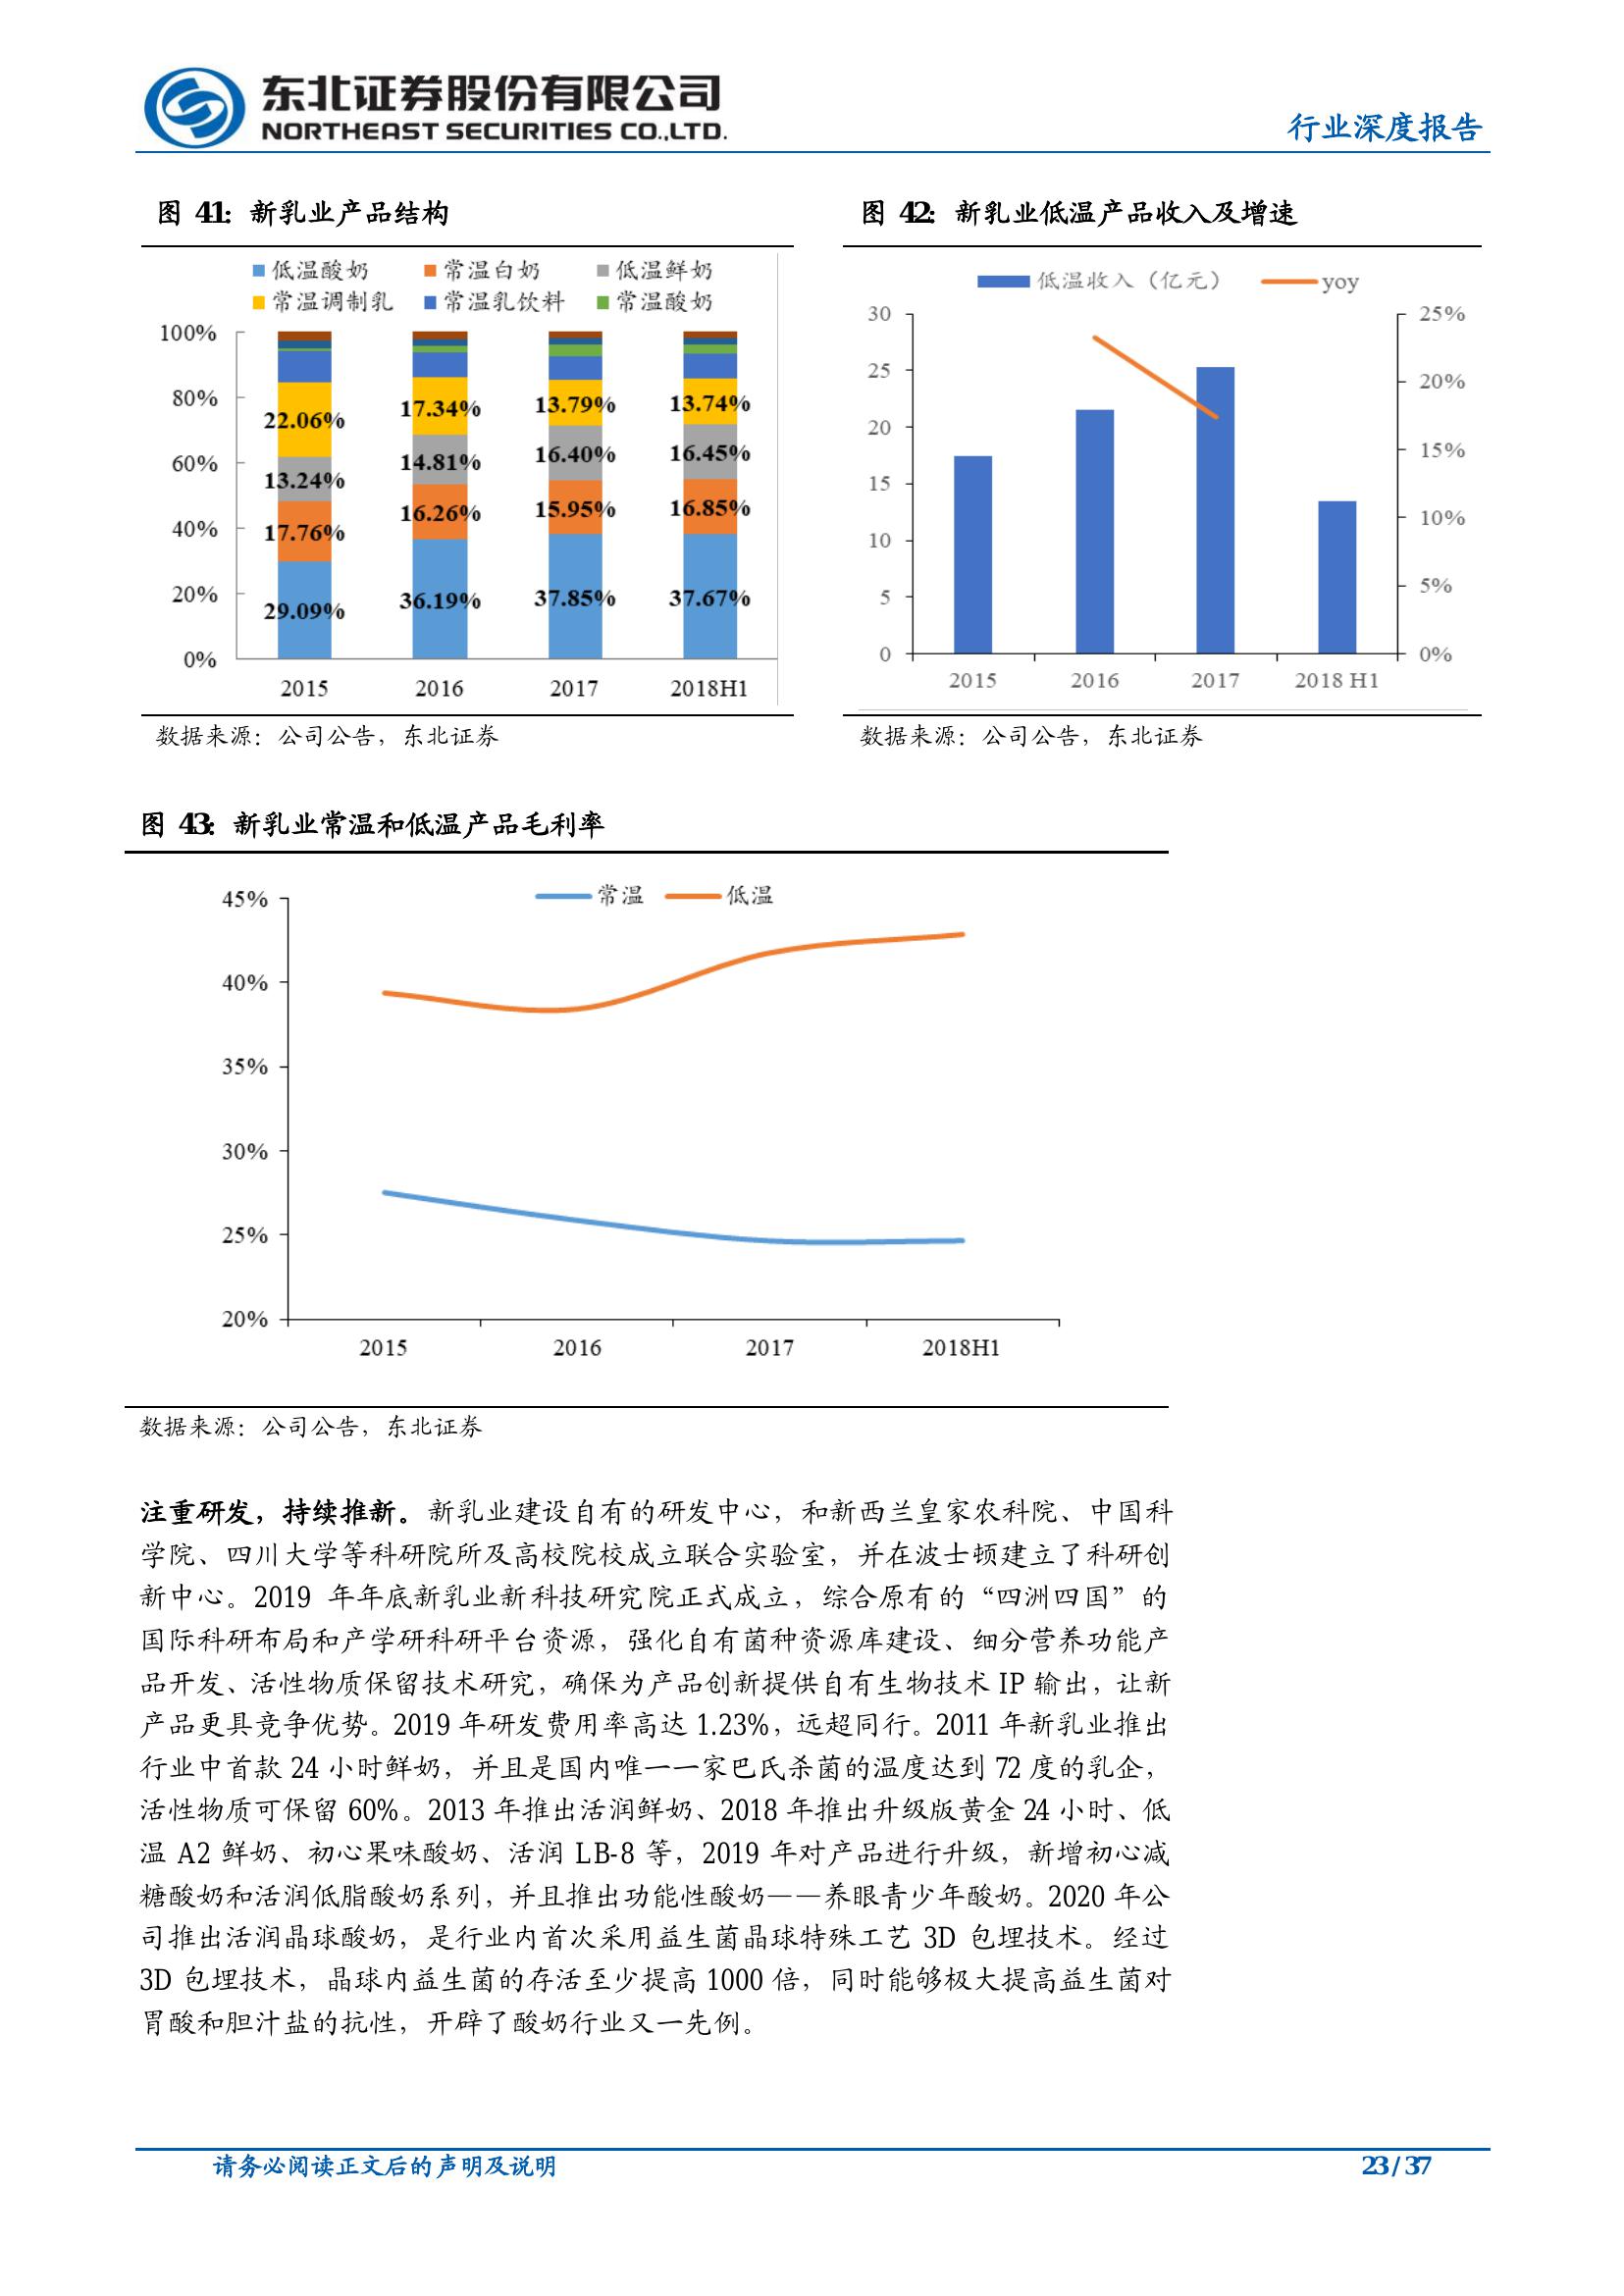 东北证券股份有限公司
NORTHEAST SECURITIES CO.,LTD.
行业深度报告
图 41：新乳业产品结构
低温酸奶 常温白奶 低温鲜奶
常温调制乳 常温乳饮料 常温酸奶
100%
80%
60%
40%
20%
0%
22.06% 17.34% 13.79% 13.74%
13.24% 14.81% 16.40% 16.45%
17.76% 16.26% 15.95% 16.85%
29.09% 36.19% 37.85% 37.67%
2015 2016 2017 2018H1
数据来源：公司公告，东北证券
图 42：新乳业低温产品收入及增速
低温收入（亿元） yoy
30 25%
25 20%
20 15%
15 10%
10 5%
5 0%
0
2015 2016 2017 2018 H1
数据来源：公司公告，东北证券
图 43：新乳业常温和低温产品毛利率
常温 低温
45%
40%
35%
30%
25%
20%
2015 2016 2017 2018H1
数据来源：公司公告，东北证券
注重研发，持续推新。新乳业建设自有的研发中心，和新西兰皇家农科院、中国科
学院、四川大学等科研院所及高校院校成立联合实验室，并在波士顿建立了科研创
新中心。2019 年年底新乳业新科技研究院正式成立，综合原有的“四洲四国”的
国际科研布局和产学研科研平台资源，强化自有菌种资源库建设、细分营养功能产
品开发、活性物质保留技术研究，确保为产品创新提供自有生物技术 IP 输出，让新
产品更具竞争优势。2019 年研发费用率高达 1.23%，远超同行。2011 年新乳业推出
行业中首款 24 小时鲜奶，并且是国内唯一一家巴氏杀菌的温度达到 72 度的乳企，
活性物质可保留 60%。2013 年推出活润鲜奶、2018 年推出升级版黄金 24 小时、低
温 A2 鲜奶、初心果味酸奶、活润 LB-8 等，2019 年对产品进行升级，新增初心减
糖酸奶和活润低脂酸奶系列，并且推出功能性酸奶——养眼青少年酸奶。2020 年公
司推出活润晶球酸奶，是行业内首次采用益生菌晶球特殊工艺 3D 包埋技术。经过
3D 包埋技术，晶球内益生菌的存活至少提高 1000 倍，同时能够极大提高益生菌对
胃酸和胆汁盐的抗性，开辟了酸奶行业又一先例。
请务必阅读正文后的声明及说明
23 / 37